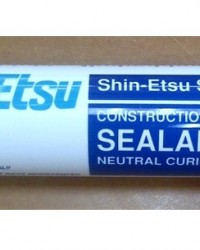 Etsu
Shin-Etsu S
CONSTRUCTIO
SEALA
NEUTRAL CURI